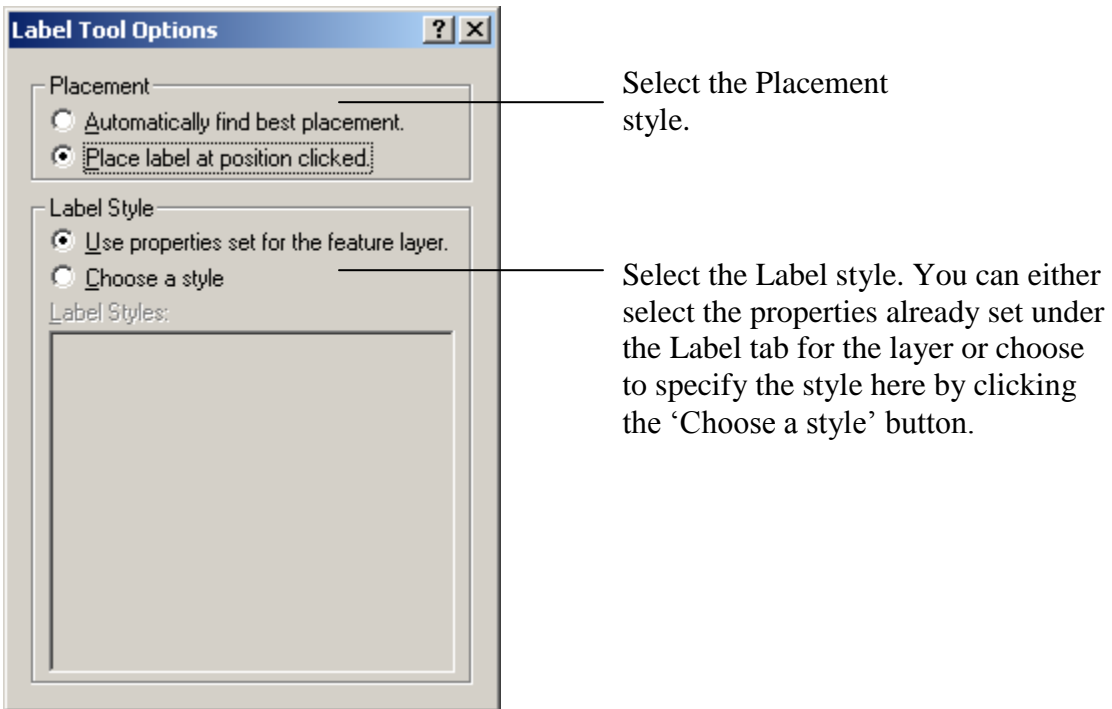 Label Tool Options
Placement
Automatically find best placement.
Place label at position clicked.
Label Style
Use properties set for the feature layer.
Choose a style
Label Styles:
Select the Placement
style.
Select the Label style. You can either
select the properties already set under
the Label tab for the layer or choose
to specify the style here by clicking
the ‘Choose a style’ button.